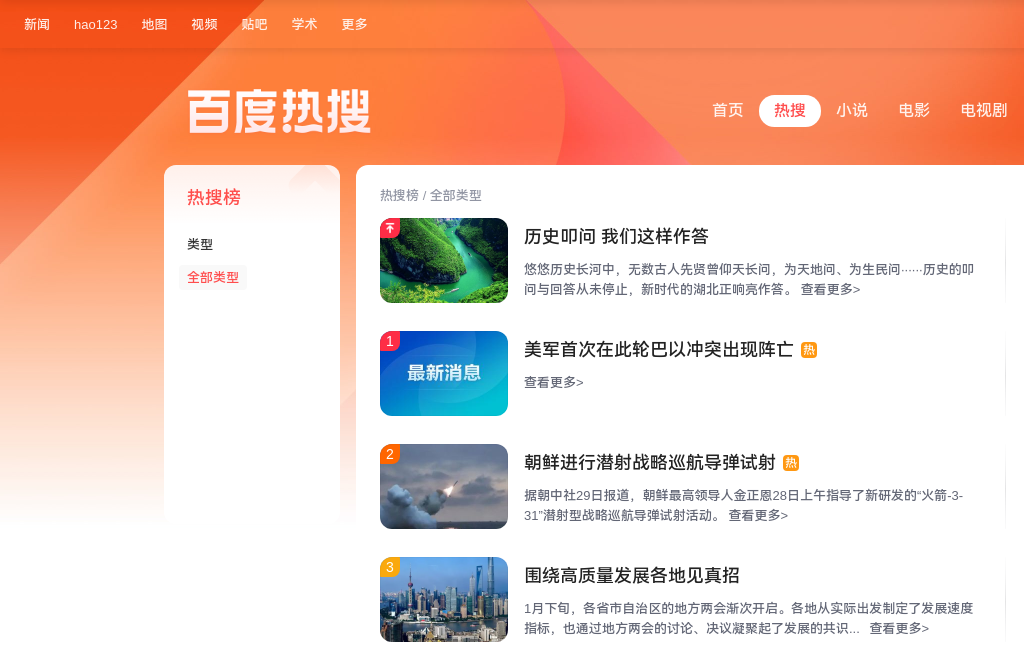 新闻 hao123 地图 视频 贴吧 学术 更多
百度热搜
首页 热搜 小说 电影 电视剧
热搜榜
类型
全部类型
热搜榜 / 全部类型
历史叩问 我们这样作答
悠悠历史长河中，无数古人先贤曾仰天长问，为天地问、为生民问······历史的叩
问与回答从未停止，新时代的湖北正响亮作答。 查看更多>
1
最新消息
美军首次在此轮巴以冲突出现阵亡 热
查看更多>
2
朝鲜进行潜射战略巡航导弹试射 热
据朝中社29日报道，朝鲜最高领导人金正恩28日上午指导了新研发的“火箭-3-
31”潜射型战略巡航导弹试射活动。 查看更多>
3
围绕高质量发展各地见真招
1月下旬，各省市自治区的地方两会渐次开启。各地从实际出发制定了发展速度
指标，也通过地方两会的讨论、决议凝聚起了发展的共识... 查看更多>